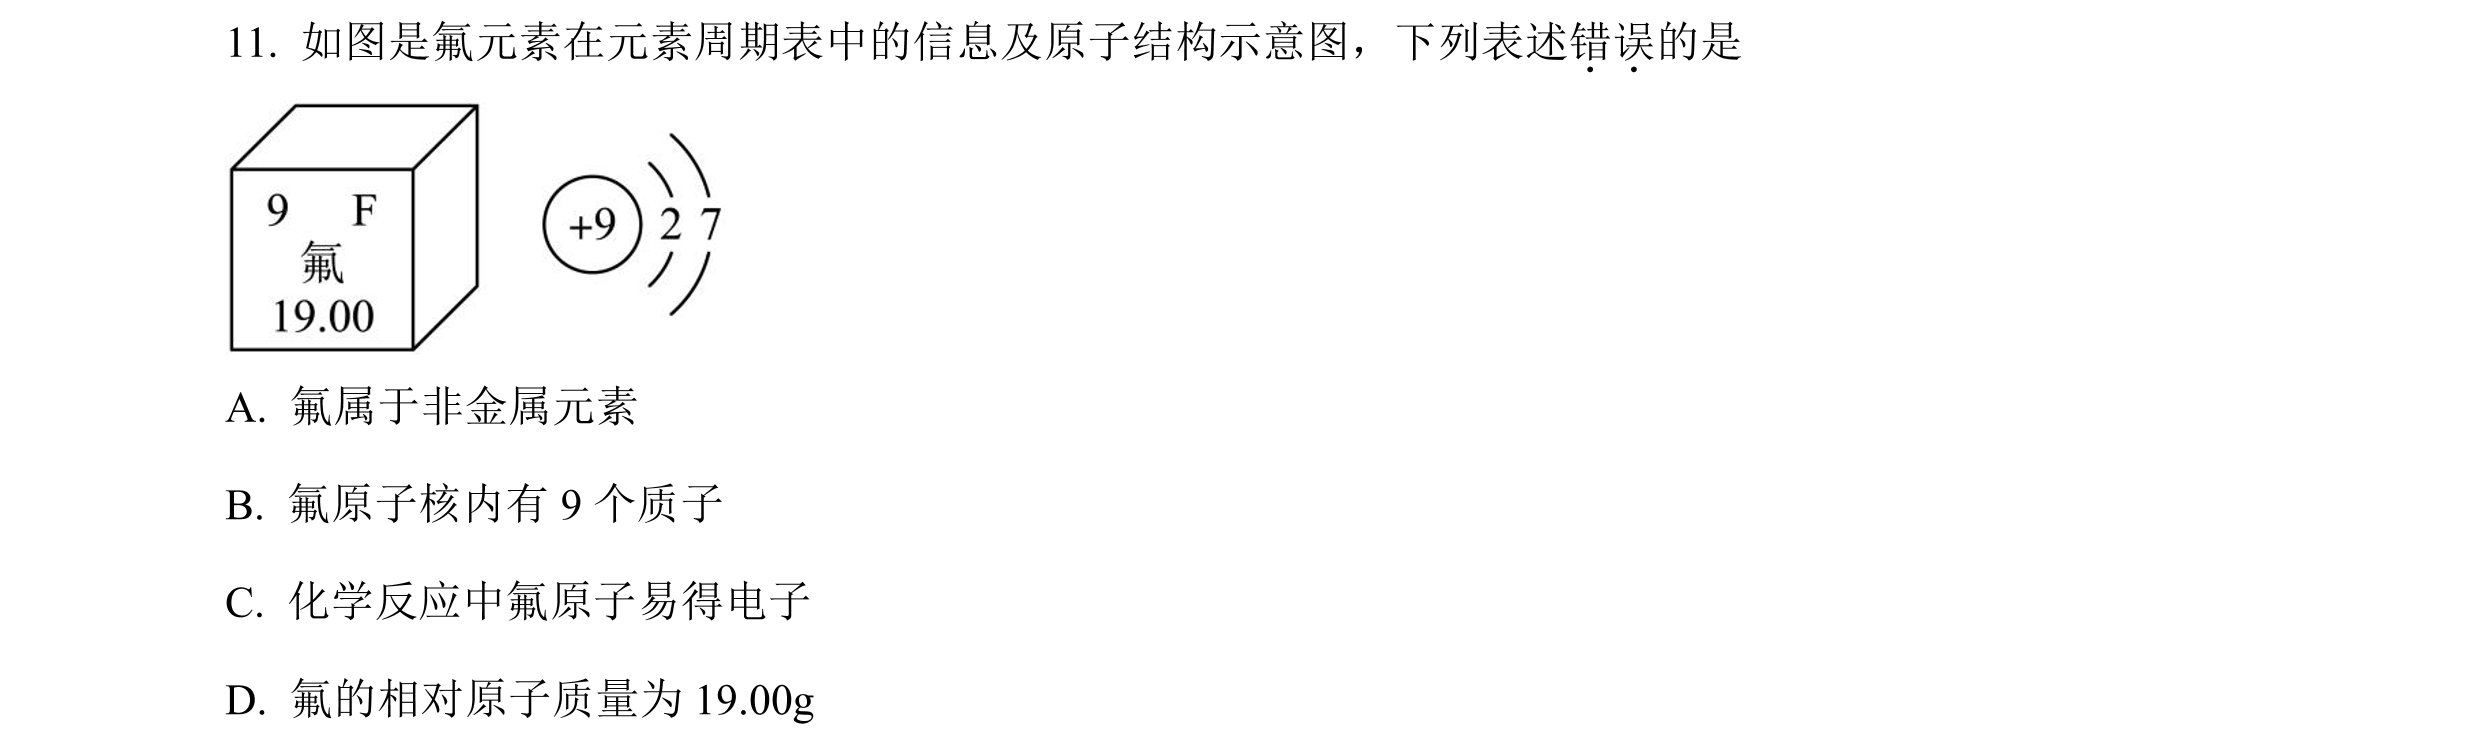 11. 如图是氟元素在元素周期表中的信息及原子结构示意图，下列表述错误的是
9 F
氟
19.00
+9 2 7
A. 氟属于非金属元素
B. 氟原子核内有 9 个质子
C. 化学反应中氟原子易得电子
D. 氟的相对原子质量为 19.00g